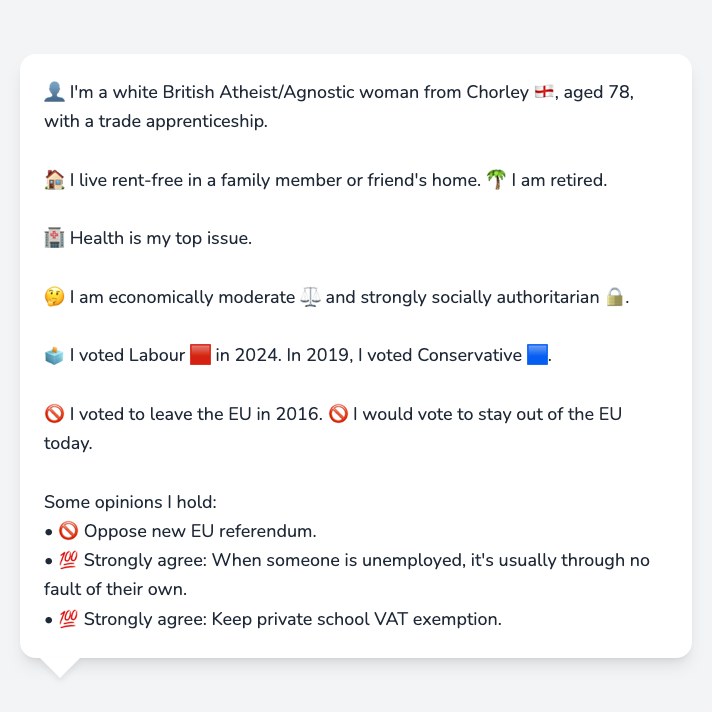 👤 I'm a white British Atheist/Agnostic woman from Chorley 🏴󠁧󠁢󠁥󠁮󠁧󠁿, aged 78,
with a trade apprenticeship.
🏠 I live rent-free in a family member or friend's home. 🌴 I am retired.
🏥 Health is my top issue.
🤔 I am economically moderate ⚖️ and strongly socially authoritarian 🔒.
🗳️ I voted Labour 🟥 in 2024. In 2019, I voted Conservative 🟦.
🚫 I voted to leave the EU in 2016. 🚫 I would vote to stay out of the EU
today.
Some opinions I hold:
• 🚫 Oppose new EU referendum.
• 💯 Strongly agree: When someone is unemployed, it's usually through no
fault of their own.
• 💯 Strongly agree: Keep private school VAT exemption.